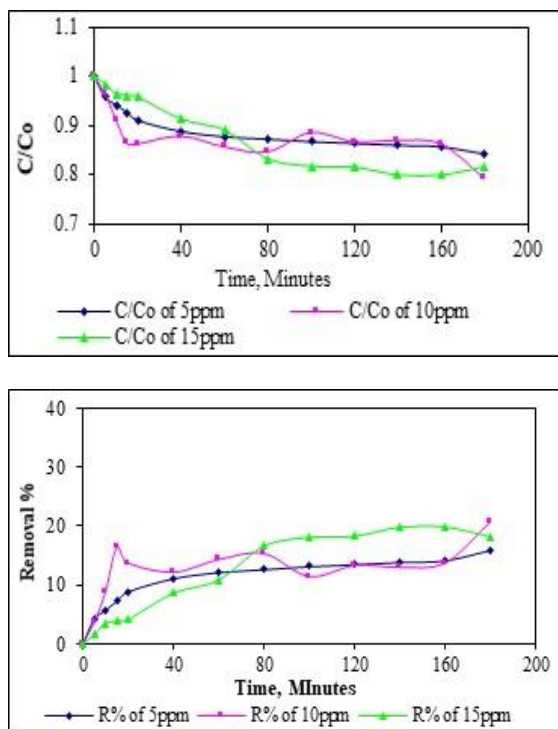 1.1
1
0.9
0.8
0.7
C/Co
0 40 80 120 160 200
Time, Minutes
C/Co of 5ppm C/Co of 10ppm
C/Co of 15ppm
40
30
20
10
0
Removal %
0 40 80 120 160 200
Time, MInutes
R% of 5ppm R% of 10ppm R% of 15ppm